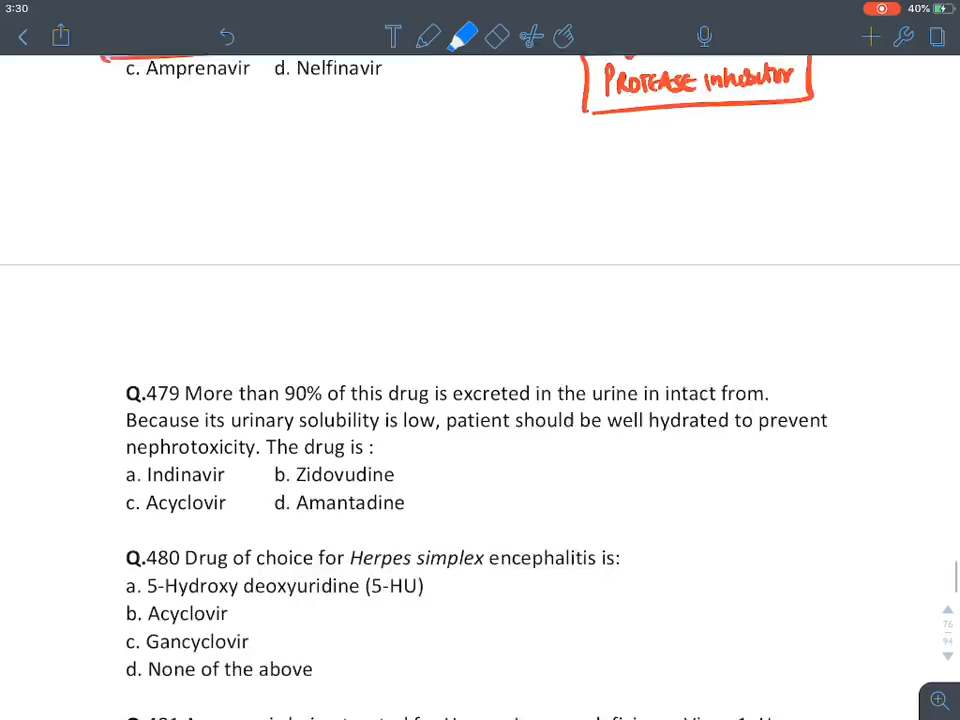 3:30
40%
T
c. Amprenavir d. Nelfinavir
PROTEASE inhibitor
Q.479 More than 90% of this drug is excreted in the urine in intact from.
Because its urinary solubility is low, patient should be well hydrated to prevent
nephrotoxicity. The drug is :
a. Indinavir b. Zidovudine
c. Acyclovir d. Amantadine
Q.480 Drug of choice for Herpes simplex encephalitis is:
a. 5-Hydroxy deoxyuridine (5-HU)
b. Acyclovir
c. Gancyclovir
d. None of the above
76
94